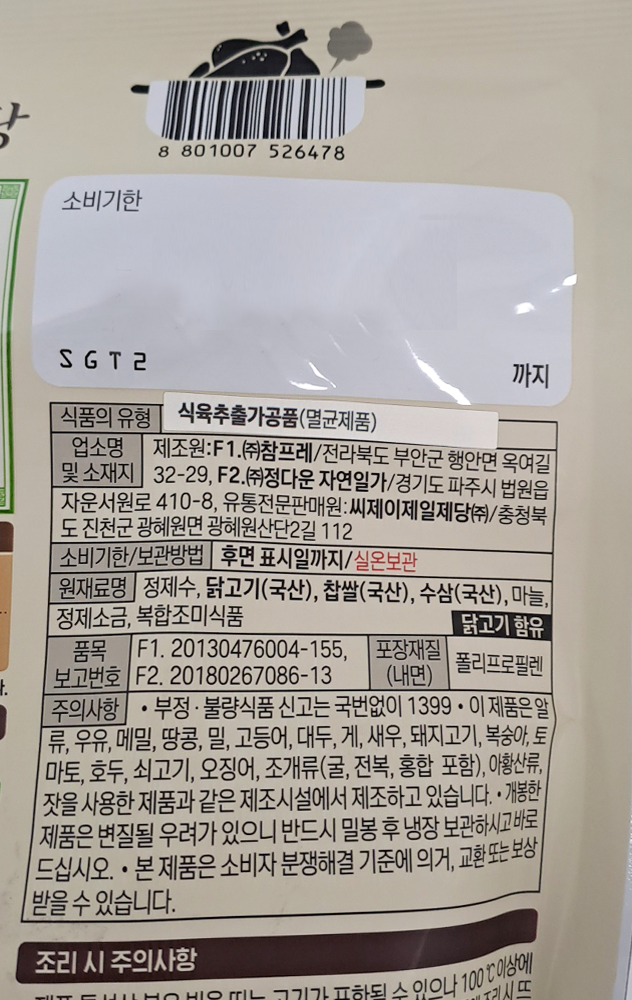 8 801007 526478
소비기한
SGT2
까지
식품의 유형 식육추출가공품(멸균제품)
업소명 및 소재지 제조원:F1.㈜참프레/전라북도 부안군 행안면 옥여길
32-29, F2.㈜정다운 자연일가/경기도 파주시 법원읍
자운서원로 410-8, 유통전문판매원:씨제이제일제당㈜/충청북
도 진천군 광혜원면 광혜원산단2길 112
소비기한/보관방법 후면 표시일까지/실온보관
원재료명 정제수, 닭고기(국산), 찹쌀(국산), 수삼(국산), 마늘,
정제소금, 복합조미식품 닭고기 함유
품목 보고번호 F1. 20130476004-155,
F2. 20180267086-13
포장재질 (내면) 폴리프로필렌
주의사항 • 부정·불량식품 신고는 국번없이 1399 • 이 제품은 알
류, 우유, 메밀, 땅콩, 밀, 고등어, 대두, 게, 새우, 돼지고기, 복숭아, 토
마토, 호두, 쇠고기, 오징어, 조개류(굴, 전복, 홍합 포함), 아황산류,
잣을 사용한 제품과 같은 제조시설에서 제조하고 있습니다. • 개봉한
제품은 변질될 우려가 있으니 반드시 밀봉 후 냉장 보관하시고 바로
드십시오. • 본 제품은 소비자 분쟁해결 기준에 의거, 교환 또는 보상
받을 수 있습니다.
조리 시 주의사항
고기가 포함될 수 있으나 100℃ 이상에